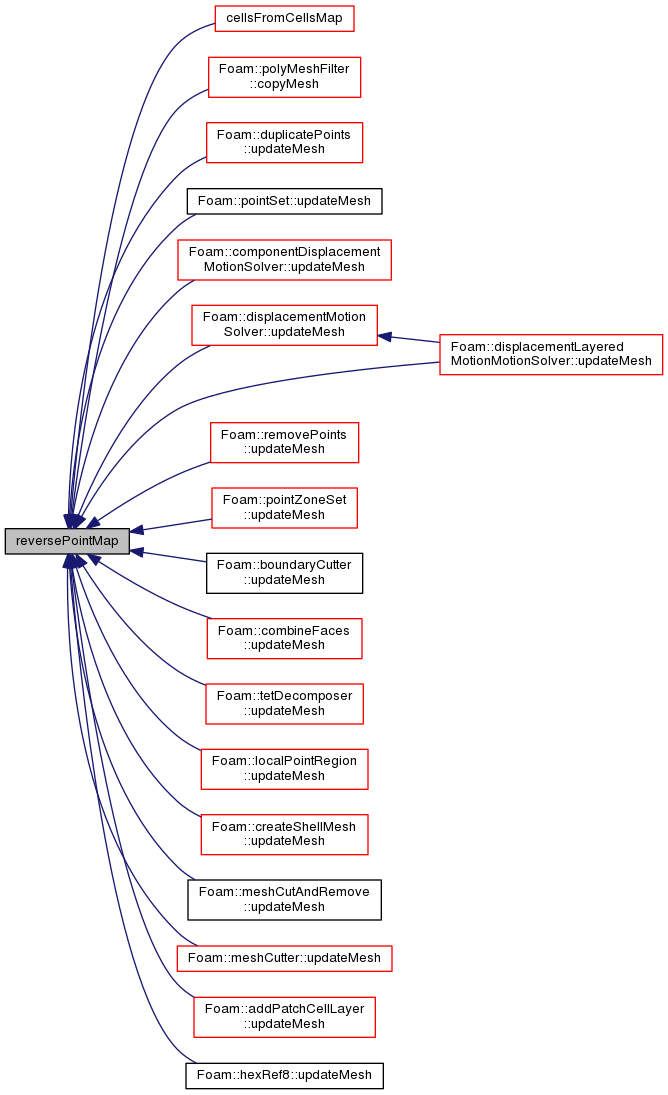 cellsFromCellsMap
Foam::polyMeshFilter
::copyMesh
Foam::duplicatePoints
::updateMesh
Foam::pointSet::updateMesh
Foam::componentDisplacement
MotionSolver::updateMesh
Foam::displacementMotion
Solver::updateMesh
Foam::displacementLayered
MotionMotionSolver::updateMesh
Foam::removePoints
::updateMesh
Foam::pointZoneSet
::updateMesh
reversePointMap
Foam::boundaryCutter
::updateMesh
Foam::combineFaces
::updateMesh
Foam::tetDecomposer
::updateMesh
Foam::localPointRegion
::updateMesh
Foam::createShellMesh
::updateMesh
Foam::meshCutAndRemove
::updateMesh
Foam::meshCutter::updateMesh
Foam::addPatchCellLayer
::updateMesh
Foam::hexRef8::updateMesh